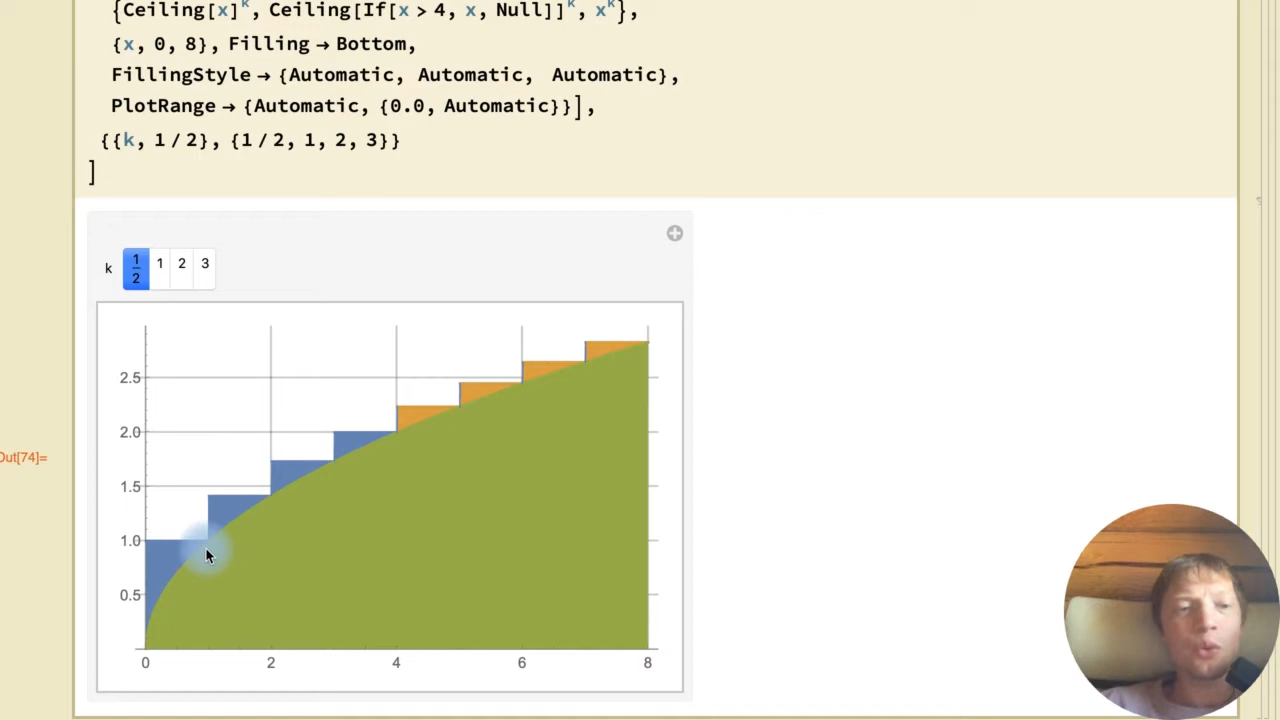 {Ceiling[x]^k, Ceiling[If[x > 4, x, Null]]^k, x^k},
{x, 0, 8}, Filling → Bottom,
FillingStyle → {Automatic, Automatic, Automatic},
PlotRange → {Automatic, {0.0, Automatic}}],
{{k, 1 / 2}, {1 / 2, 1, 2, 3}}
]
k 1/2 1 2 3
2.5
2.0
Out[74]=
1.5
1.0
0.5
0 2 4 6 8